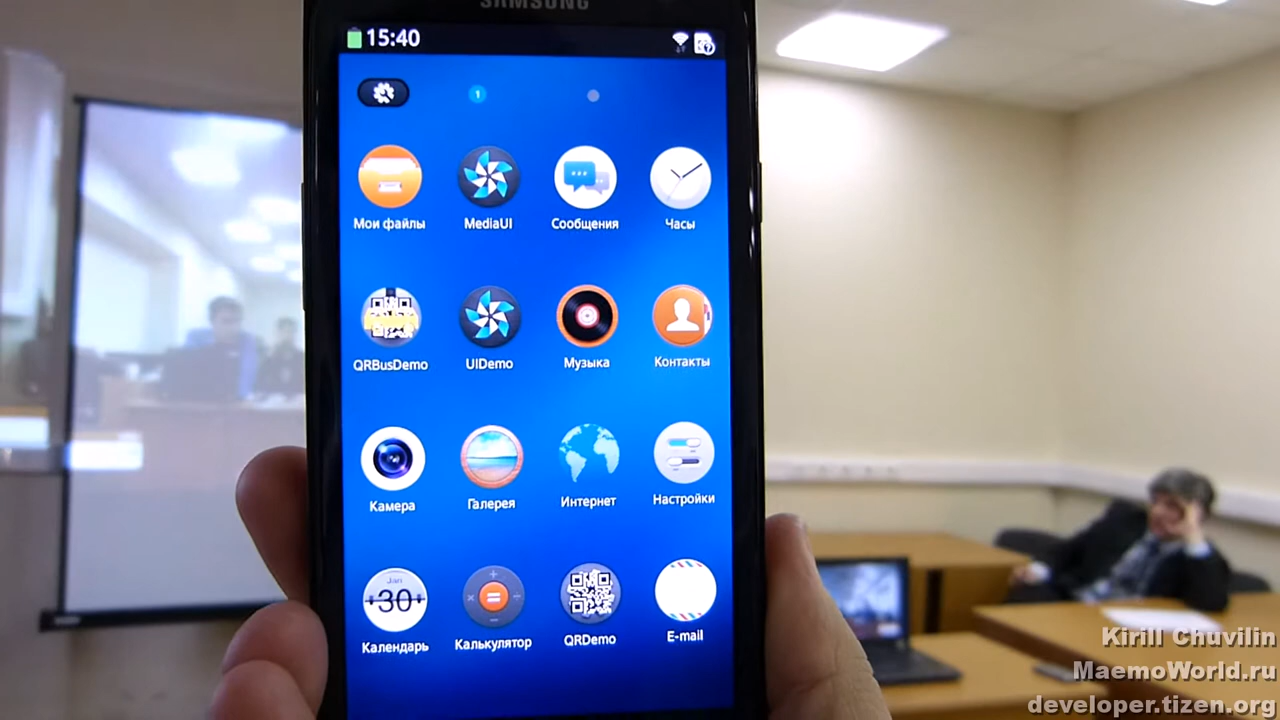 SAMSUNG
15:40
1
Мои файлы
MediaUI
Сообщения
Часы
QRBusDemo
UIDemo
Музыка
Контакты
Камера
Галерея
Интернет
Настройки
Jan
30
Календарь
Калькулятор
QRDemo
E-mail
Kirill Chuvilin
MaemoWorld.ru
developer.tizen.org